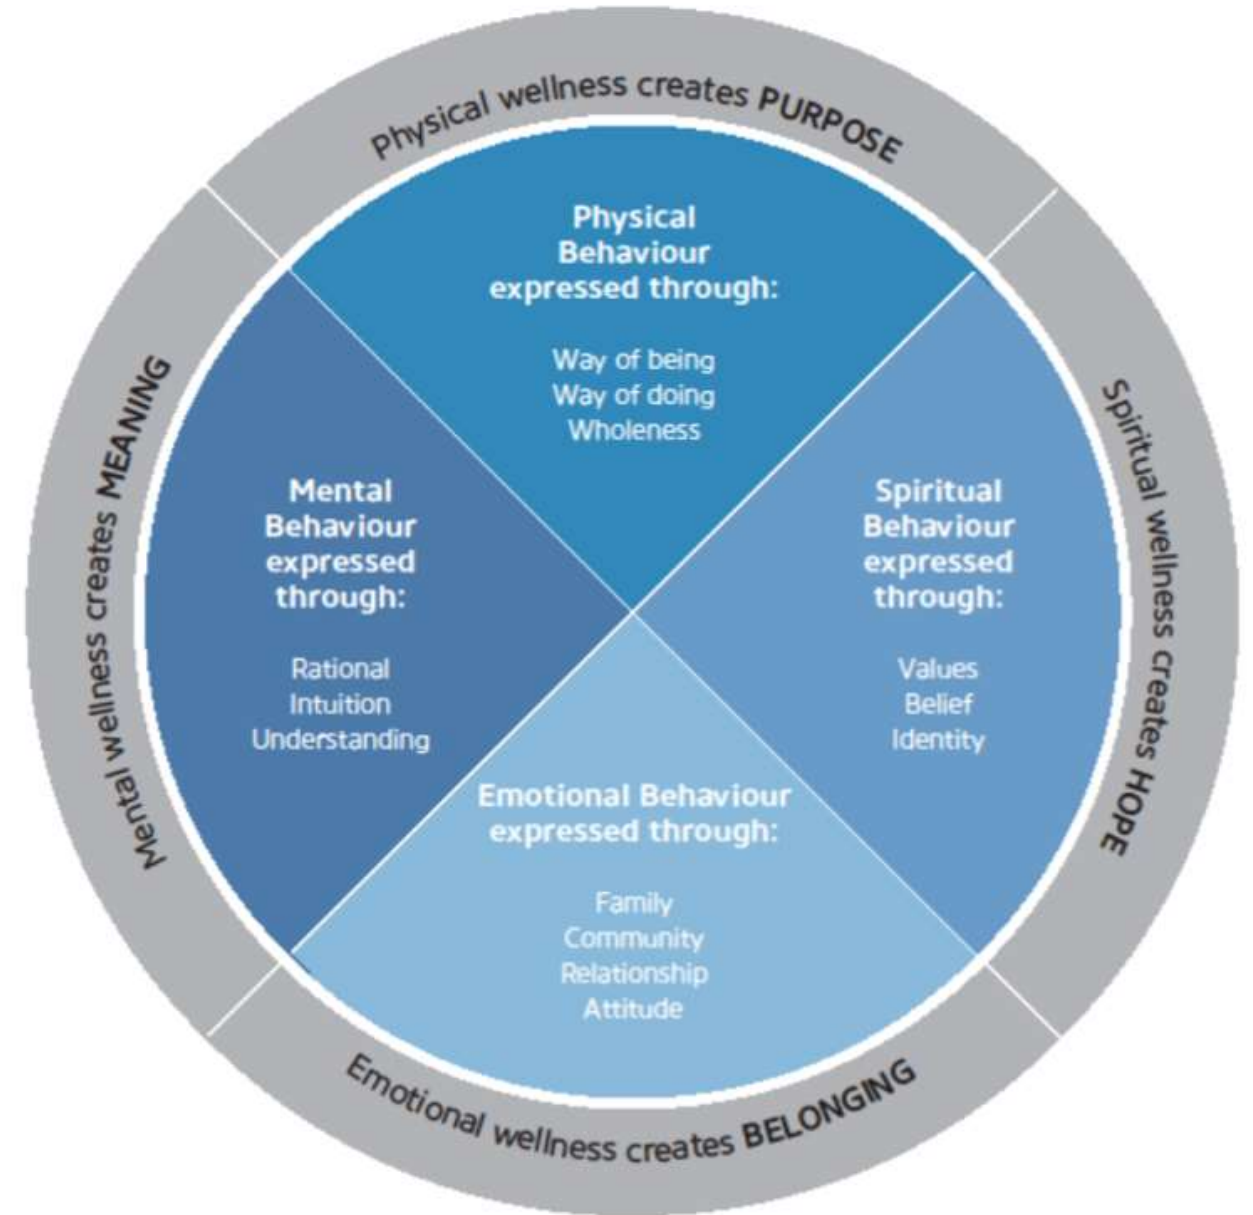 Physical wellness creates PURPOSE
Physical
Behaviour
expressed through:
Way of being
Way of doing
Wholeness
Mental wellness creates MEANING
Mental
Behaviour
expressed
through:
Rational
Intuition
Understanding
Spiritual
Behaviour
expressed
through:
Values
Belief
Identity
Spiritual wellness creates HOPE
Emotional Behaviour
expressed through:
Family
Community
Relationship
Attitude
Emotional wellness creates BELONGING